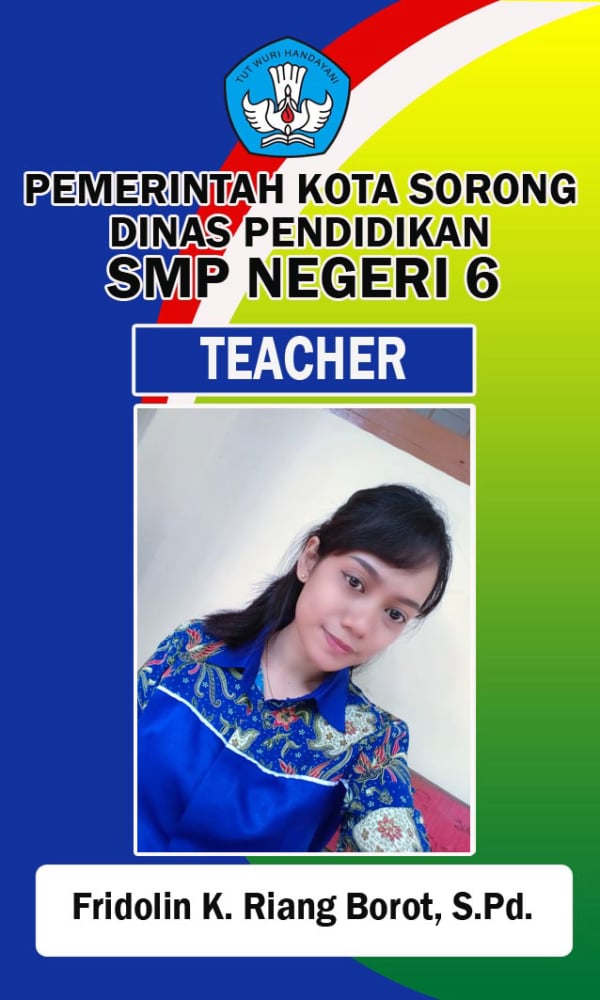 TUT WURI HANDAYANI
PEMERINTAH KOTA SORONG
DINAS PENDIDIKAN
SMP NEGERI 6
TEACHER
Fridolin K. Riang Borot, S.Pd.